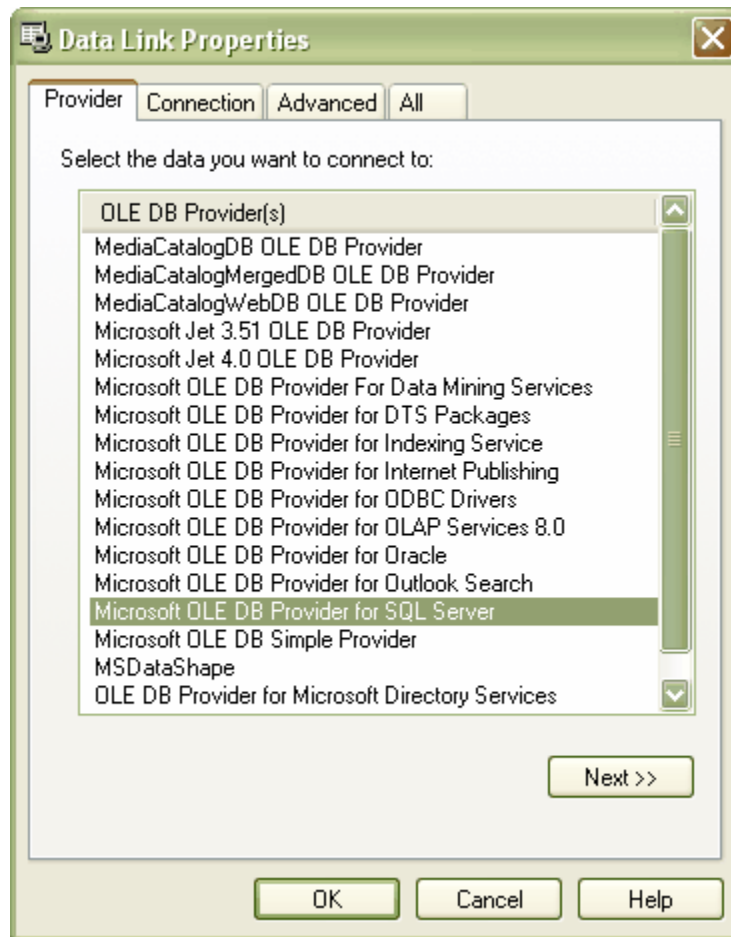 Data Link Properties
Provider Connection Advanced All
Select the data you want to connect to:
OLE DB Provider(s)
MediaCatalogDB OLE DB Provider
MediaCatalogMergedDB OLE DB Provider
MediaCatalogWebDB OLE DB Provider
Microsoft Jet 3.51 OLE DB Provider
Microsoft Jet 4.0 OLE DB Provider
Microsoft OLE DB Provider For Data Mining Services
Microsoft OLE DB Provider for DTS Packages
Microsoft OLE DB Provider for Indexing Service
Microsoft OLE DB Provider for Internet Publishing
Microsoft OLE DB Provider for ODBC Drivers
Microsoft OLE DB Provider for OLAP Services 8.0
Microsoft OLE DB Provider for Oracle
Microsoft OLE DB Provider for Outlook Search
Microsoft OLE DB Provider for SQL Server
Microsoft OLE DB Simple Provider
MSDataShape
OLE DB Provider for Microsoft Directory Services
Next >>
OK Cancel Help